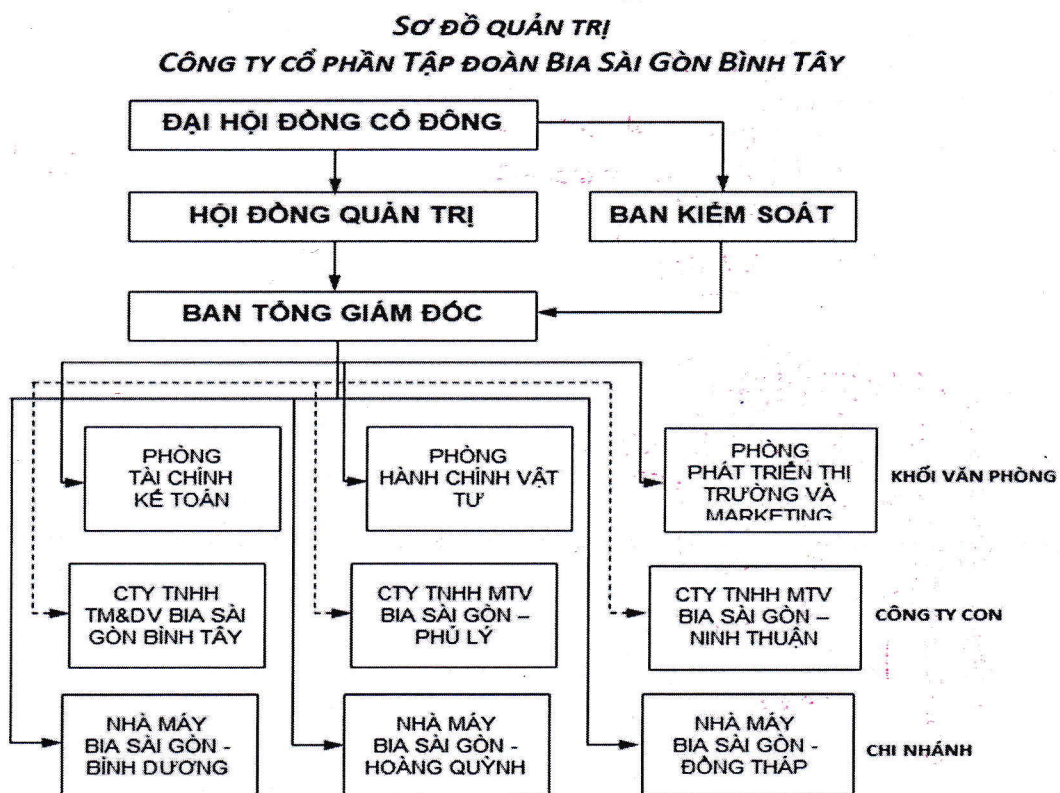 SƠ ĐỒ QUẢN TRỊ
CÔNG TY CỔ PHẦN TẬP ĐOÀN BIA SÀI GÒN BÌNH TÂY
ĐẠI HỘI ĐỒNG CỔ ĐÔNG
HỘI ĐỒNG QUẢN TRỊ
BAN KIỂM SOÁT
BAN TỔNG GIÁM ĐỐC
PHÒNG
TÀI CHÍNH
KẾ TOÁN
PHÒNG
HÀNH CHÍNH VẬT
TƯ
PHÒNG
PHÁT TRIỂN THỊ
TRƯỜNG VÀ
MARKETING
KHỐI VĂN PHÒNG
CTY TNHH
TM&DV BIA SÀI
GÒN BÌNH TÂY
CTY TNHH MTV
BIA SÀI GÒN –
PHỦ LÝ
CTY TNHH MTV
BIA SÀI GÒN –
NINH THUẬN
CÔNG TY CON
NHÀ MÁY
BIA SÀI GÒN -
BÌNH DƯƠNG
NHÀ MÁY
BIA SÀI GÒN -
HOÀNG QUỲNH
NHÀ MÁY
BIA SÀI GÒN -
ĐỒNG THÁP
CHI NHÁNH